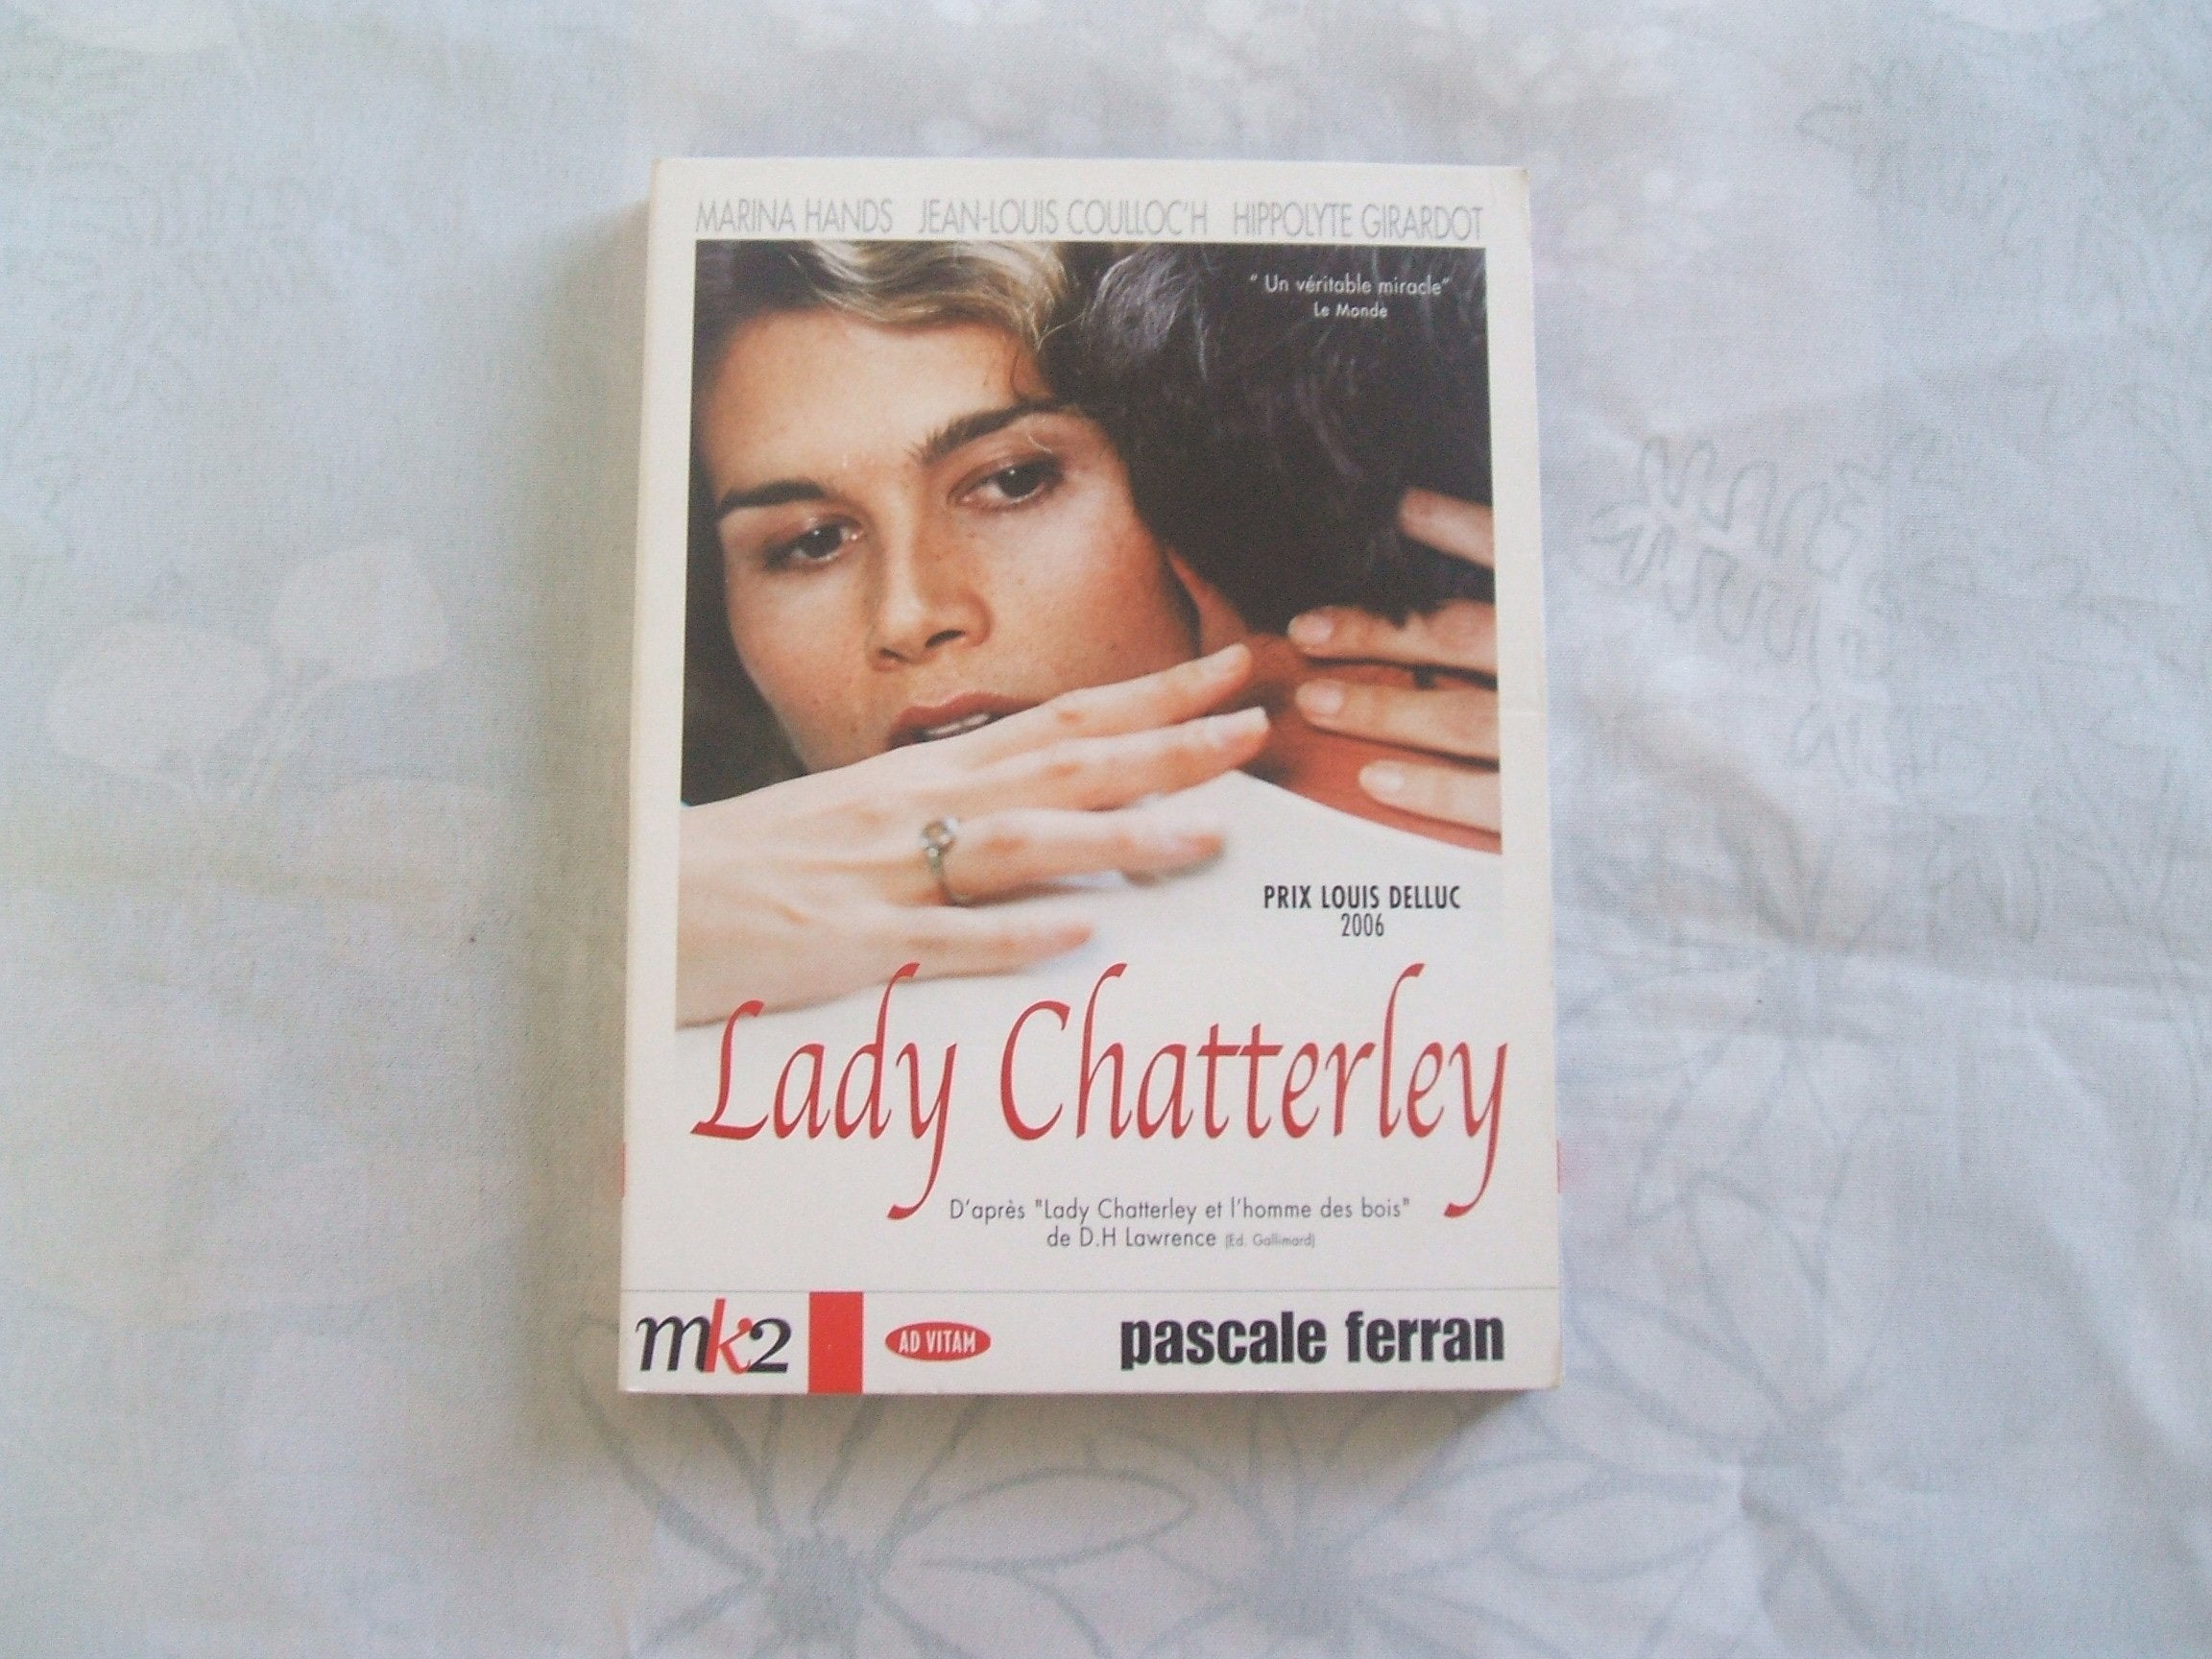 MARINA HANDS JEAN-LOUIS COULLOC'H HIPPOLYTE GIRARDOT
" Un véritable miracle"
Le Monde
PRIX LOUIS DELLUC
2006
Lady Chatterley
D'après "Lady Chatterley et l'homme des bois"
de D.H Lawrence (Ed. Gallimard)
mk2 AD VITAM pascale ferran